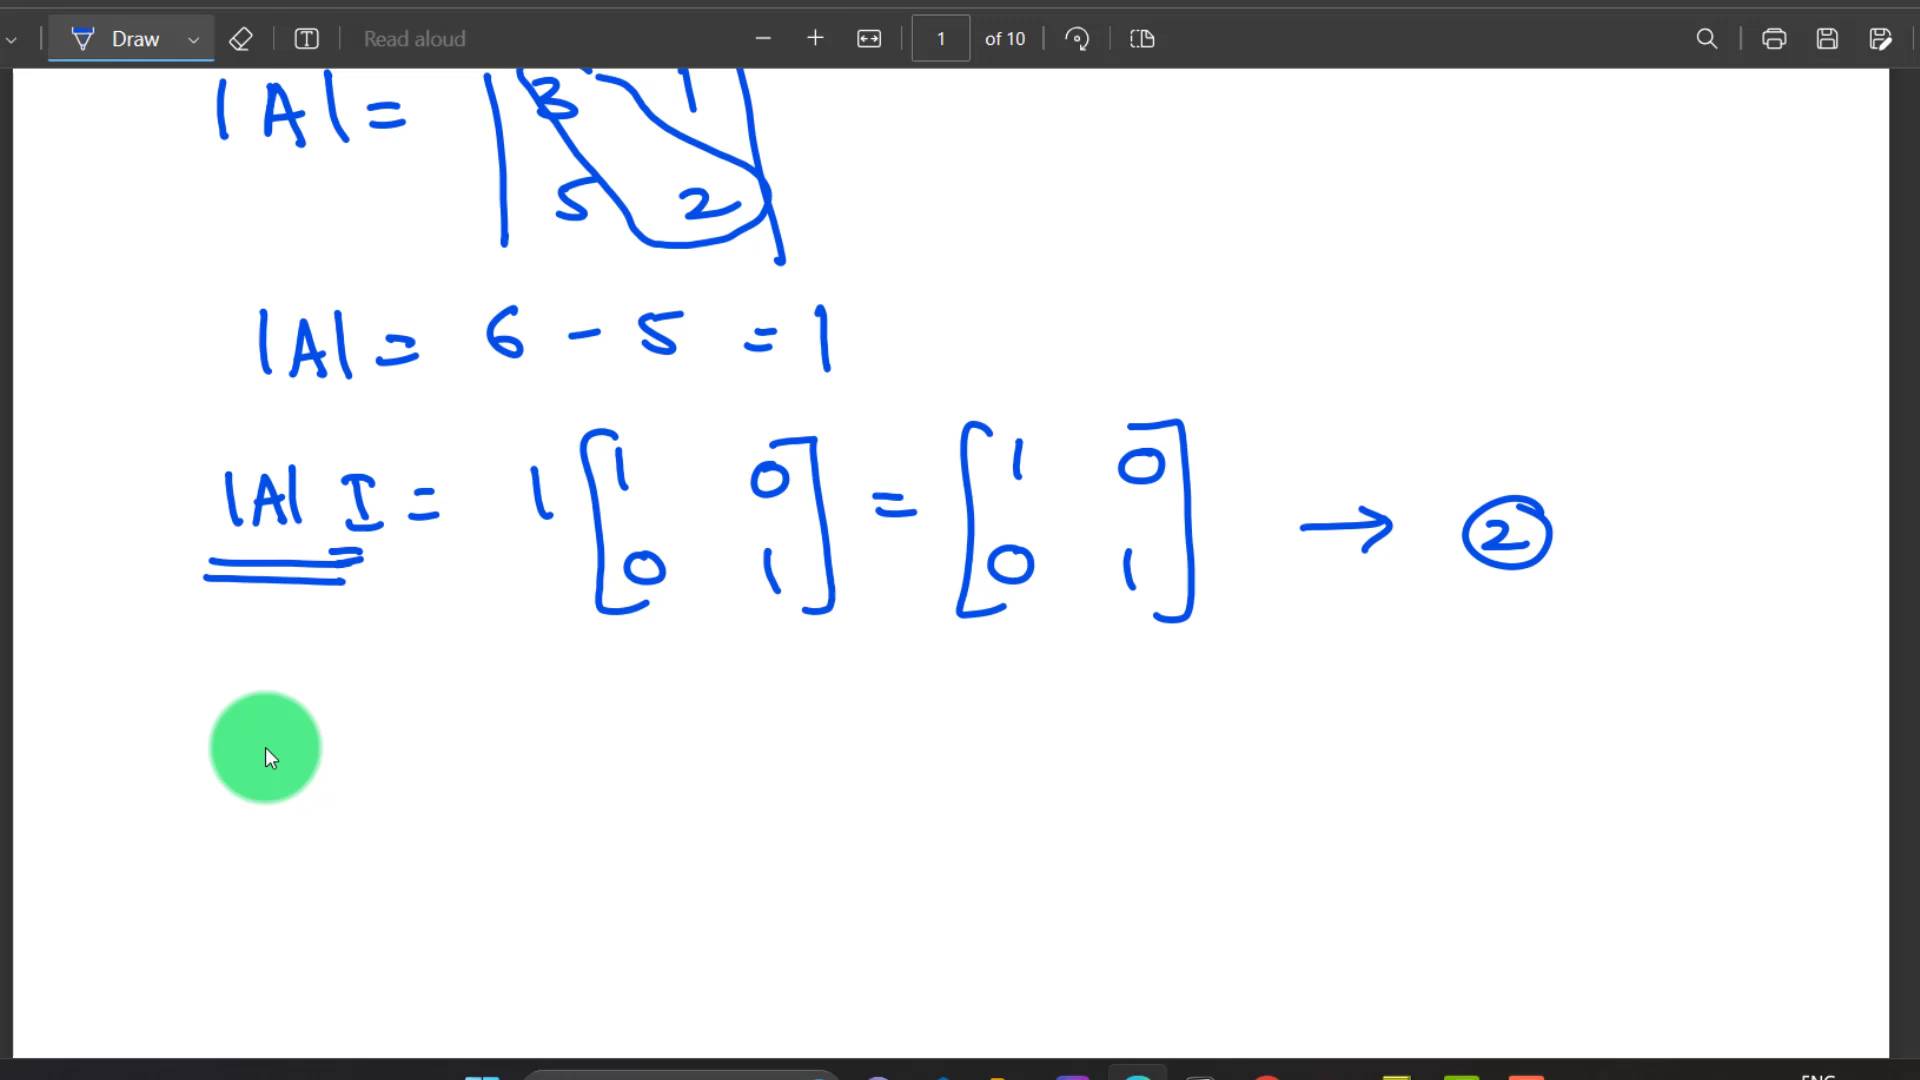 Draw Read aloud 1 of 10
|A| = | 3 1
5 2 |
|A| = 6 - 5 = 1
|A| I = 1 [ 1 0
0 1 ] = [ 1 0
0 1 ] → ②